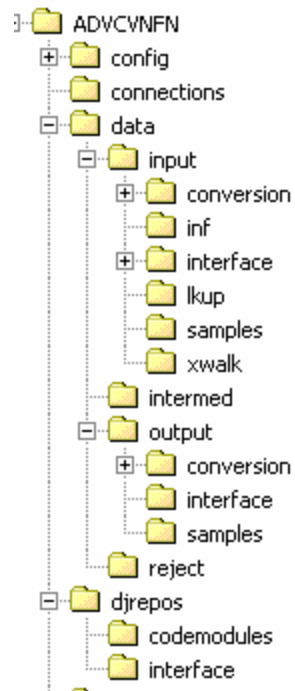 ADVCVNFN
config
connections
data
input
conversion
inf
interface
lkup
samples
xwalk
intermed
output
conversion
interface
samples
reject
djrepos
codemodules
interface